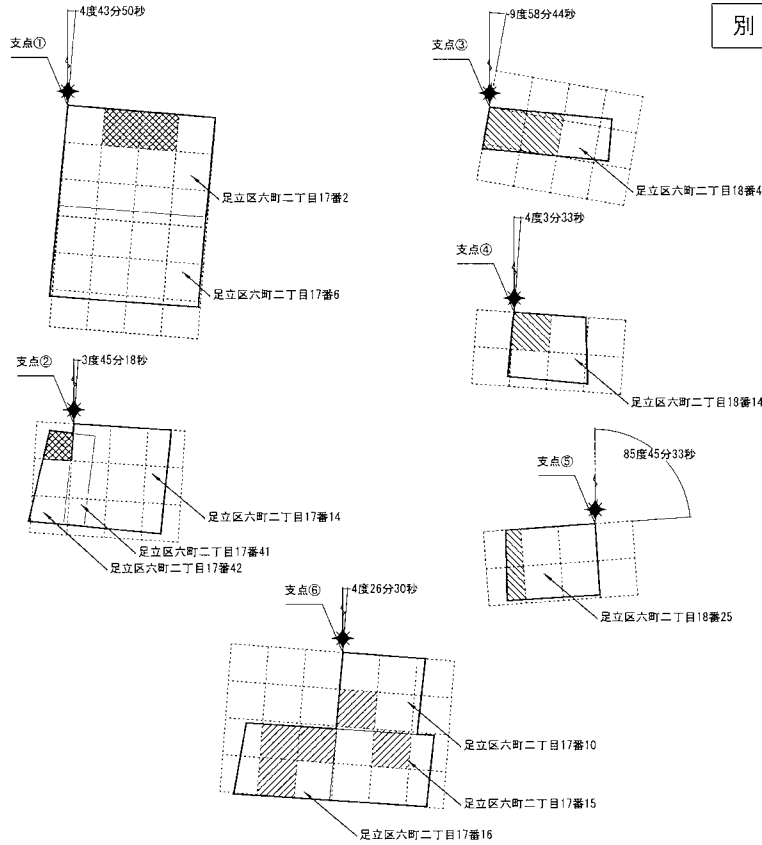 別
4度43分50秒
支点①
足立区六町二丁目17番2
足立区六町二丁目17番6
9度58分44秒
支点③
足立区六町二丁目18番4
4度3分33秒
支点④
足立区六町二丁目18番14
3度45分18秒
支点②
足立区六町二丁目17番14
足立区六町二丁目17番41
足立区六町二丁目17番42
85度45分33秒
支点⑤
足立区六町二丁目18番25
4度26分30秒
支点⑥
足立区六町二丁目17番10
足立区六町二丁目17番15
足立区六町二丁目17番16